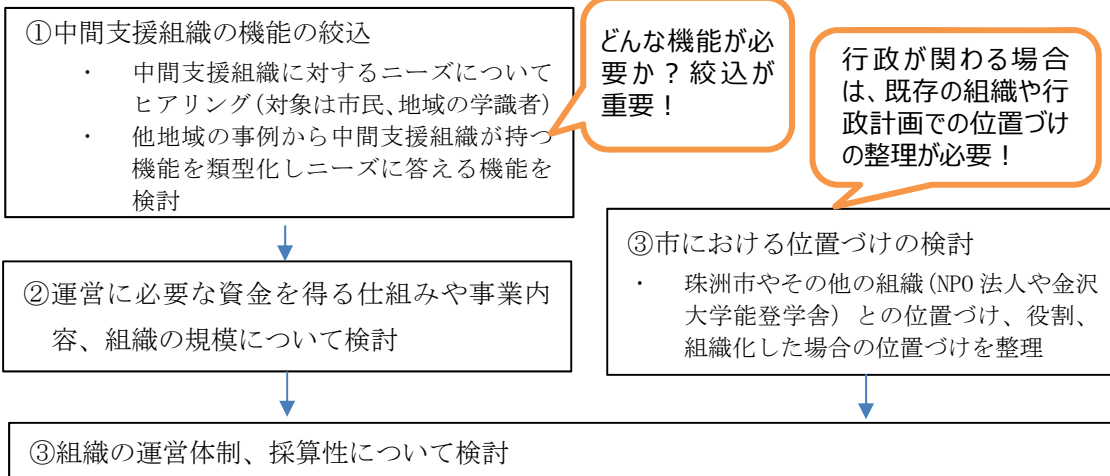 ①中間支援組織の機能の絞込
・ 中間支援組織に対するニーズについて
ヒアリング(対象は市民、地域の学識者)
・ 他地域の事例から中間支援組織が持つ
機能を類型化しニーズに答える機能を
検討
どんな機能が必
要か？絞込が
重要！
行政が関わる場合
は、既存の組織や行
政計画での位置づけ
の整理が必要！
②運営に必要な資金を得る仕組みや事業内
容、組織の規模について検討
③市における位置づけの検討
・ 珠洲市やその他の組織(NPO 法人や金沢
大学能登学舎) との位置づけ、役割、
組織化した場合の位置づけを整理
③組織の運営体制、採算性について検討